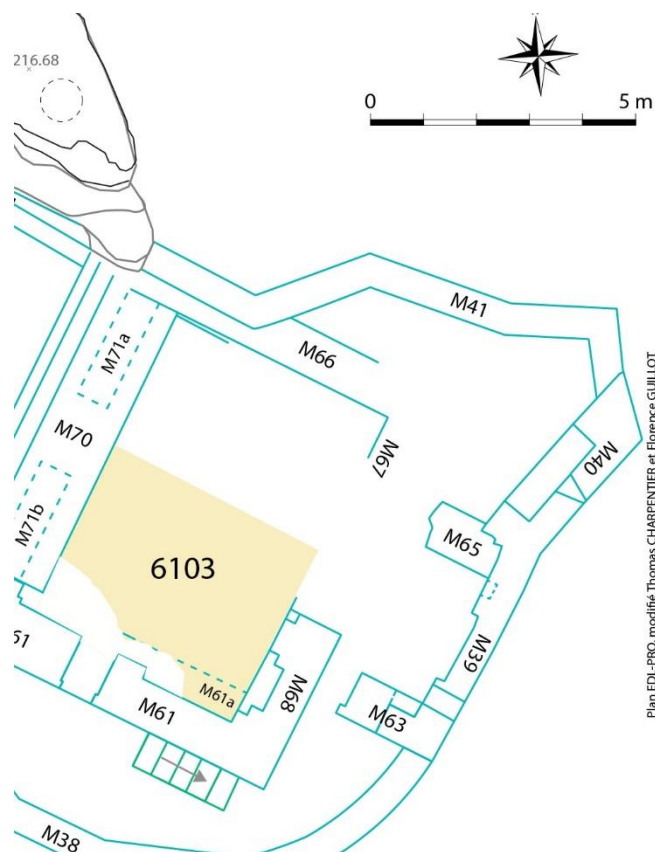 216.68
0 5 m
M41
M66
M71a
M70
M67
M40
M71b
M65
6103
61
M61a
M68
M39
M61
M63
M38
Plan EDL-PRO, modifié Thomas CHARPENTIER et Florence GUILLOT